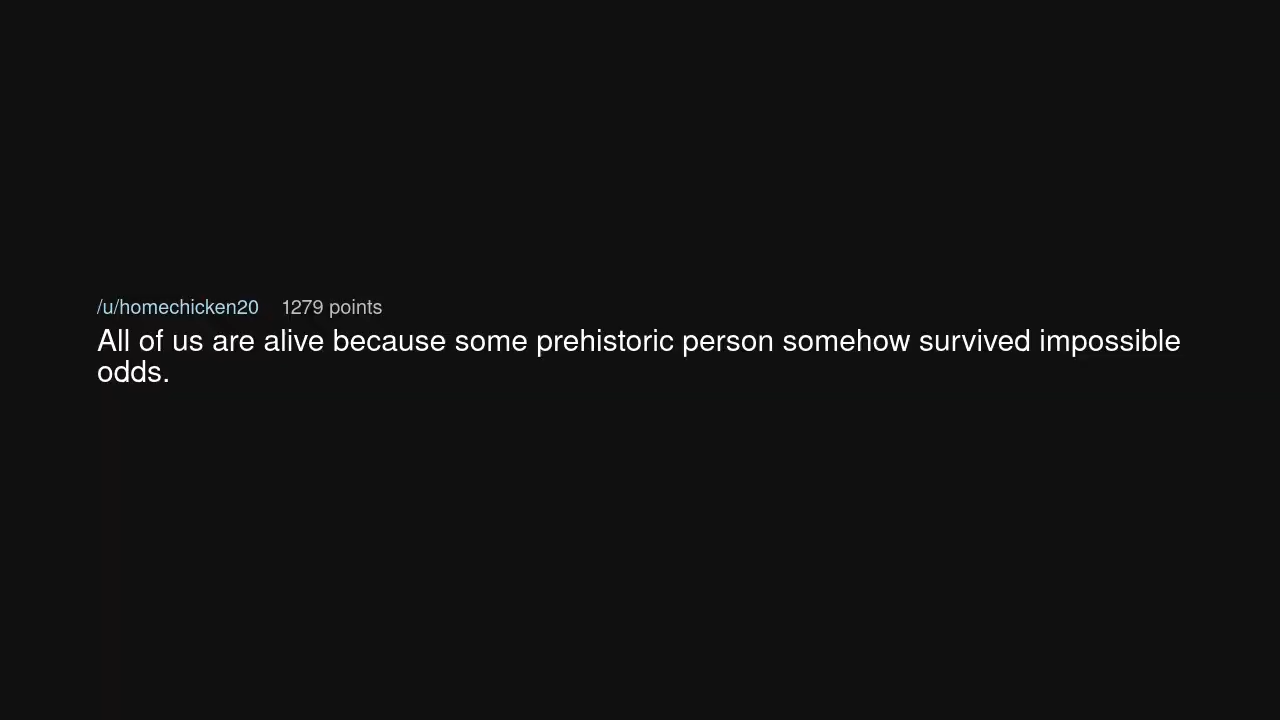 /u/homechicken20 1279 points
All of us are alive because some prehistoric person somehow survived impossible
odds.